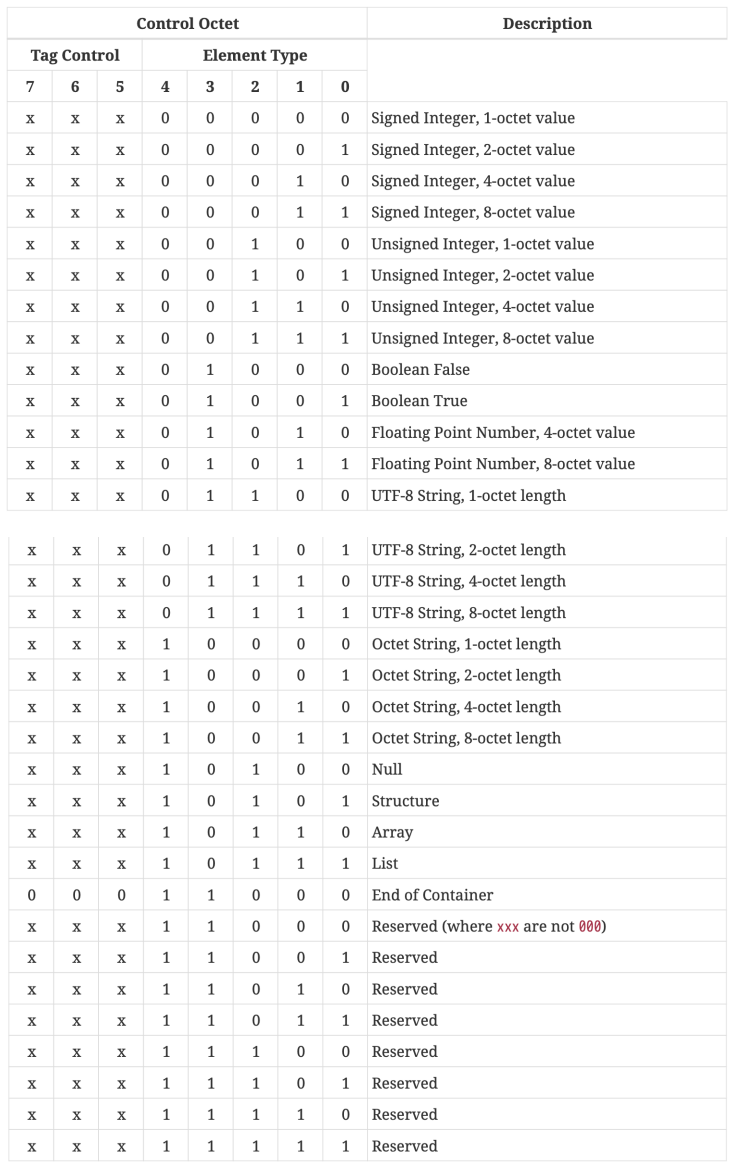 Control Octet Description
Tag Control Element Type
7 6 5 4 3 2 1 0
x x x 0 0 0 0 0 Signed Integer, 1-octet value
x x x 0 0 0 0 1 Signed Integer, 2-octet value
x x x 0 0 0 1 0 Signed Integer, 4-octet value
x x x 0 0 0 1 1 Signed Integer, 8-octet value
x x x 0 0 1 0 0 Unsigned Integer, 1-octet value
x x x 0 0 1 0 1 Unsigned Integer, 2-octet value
x x x 0 0 1 1 0 Unsigned Integer, 4-octet value
x x x 0 0 1 1 1 Unsigned Integer, 8-octet value
x x x 0 1 0 0 0 Boolean False
x x x 0 1 0 0 1 Boolean True
x x x 0 1 0 1 0 Floating Point Number, 4-octet value
x x x 0 1 0 1 1 Floating Point Number, 8-octet value
x x x 0 1 1 0 0 UTF-8 String, 1-octet length
x x x 0 1 1 0 1 UTF-8 String, 2-octet length
x x x 0 1 1 1 0 UTF-8 String, 4-octet length
x x x 0 1 1 1 1 UTF-8 String, 8-octet length
x x x 1 0 0 0 0 Octet String, 1-octet length
x x x 1 0 0 0 1 Octet String, 2-octet length
x x x 1 0 0 1 0 Octet String, 4-octet length
x x x 1 0 0 1 1 Octet String, 8-octet length
x x x 1 0 1 0 0 Null
x x x 1 0 1 0 1 Structure
x x x 1 0 1 1 0 Array
x x x 1 0 1 1 1 List
0 0 0 1 1 0 0 0 End of Container
x x x 1 1 0 0 0 Reserved (where xxx are not 000)
x x x 1 1 0 0 1 Reserved
x x x 1 1 0 1 0 Reserved
x x x 1 1 0 1 1 Reserved
x x x 1 1 1 0 0 Reserved
x x x 1 1 1 0 1 Reserved
x x x 1 1 1 1 0 Reserved
x x x 1 1 1 1 1 Reserved